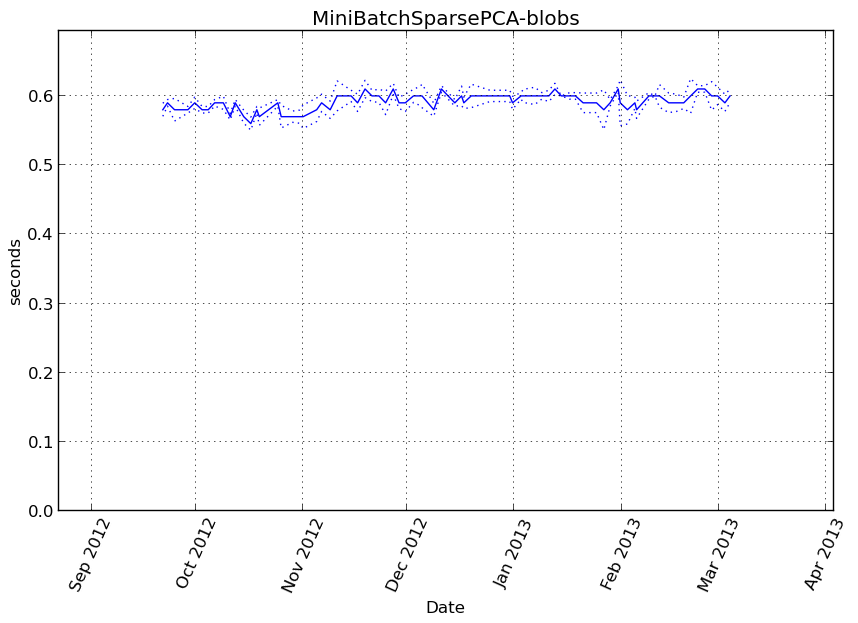 MiniBatchSparsePCA-blobs
0.6
0.5
0.4
0.3
0.2
0.1
0.0
seconds
Sep 2012
Oct 2012
Nov 2012
Dec 2012
Jan 2013
Feb 2013
Mar 2013
Apr 2013
Date